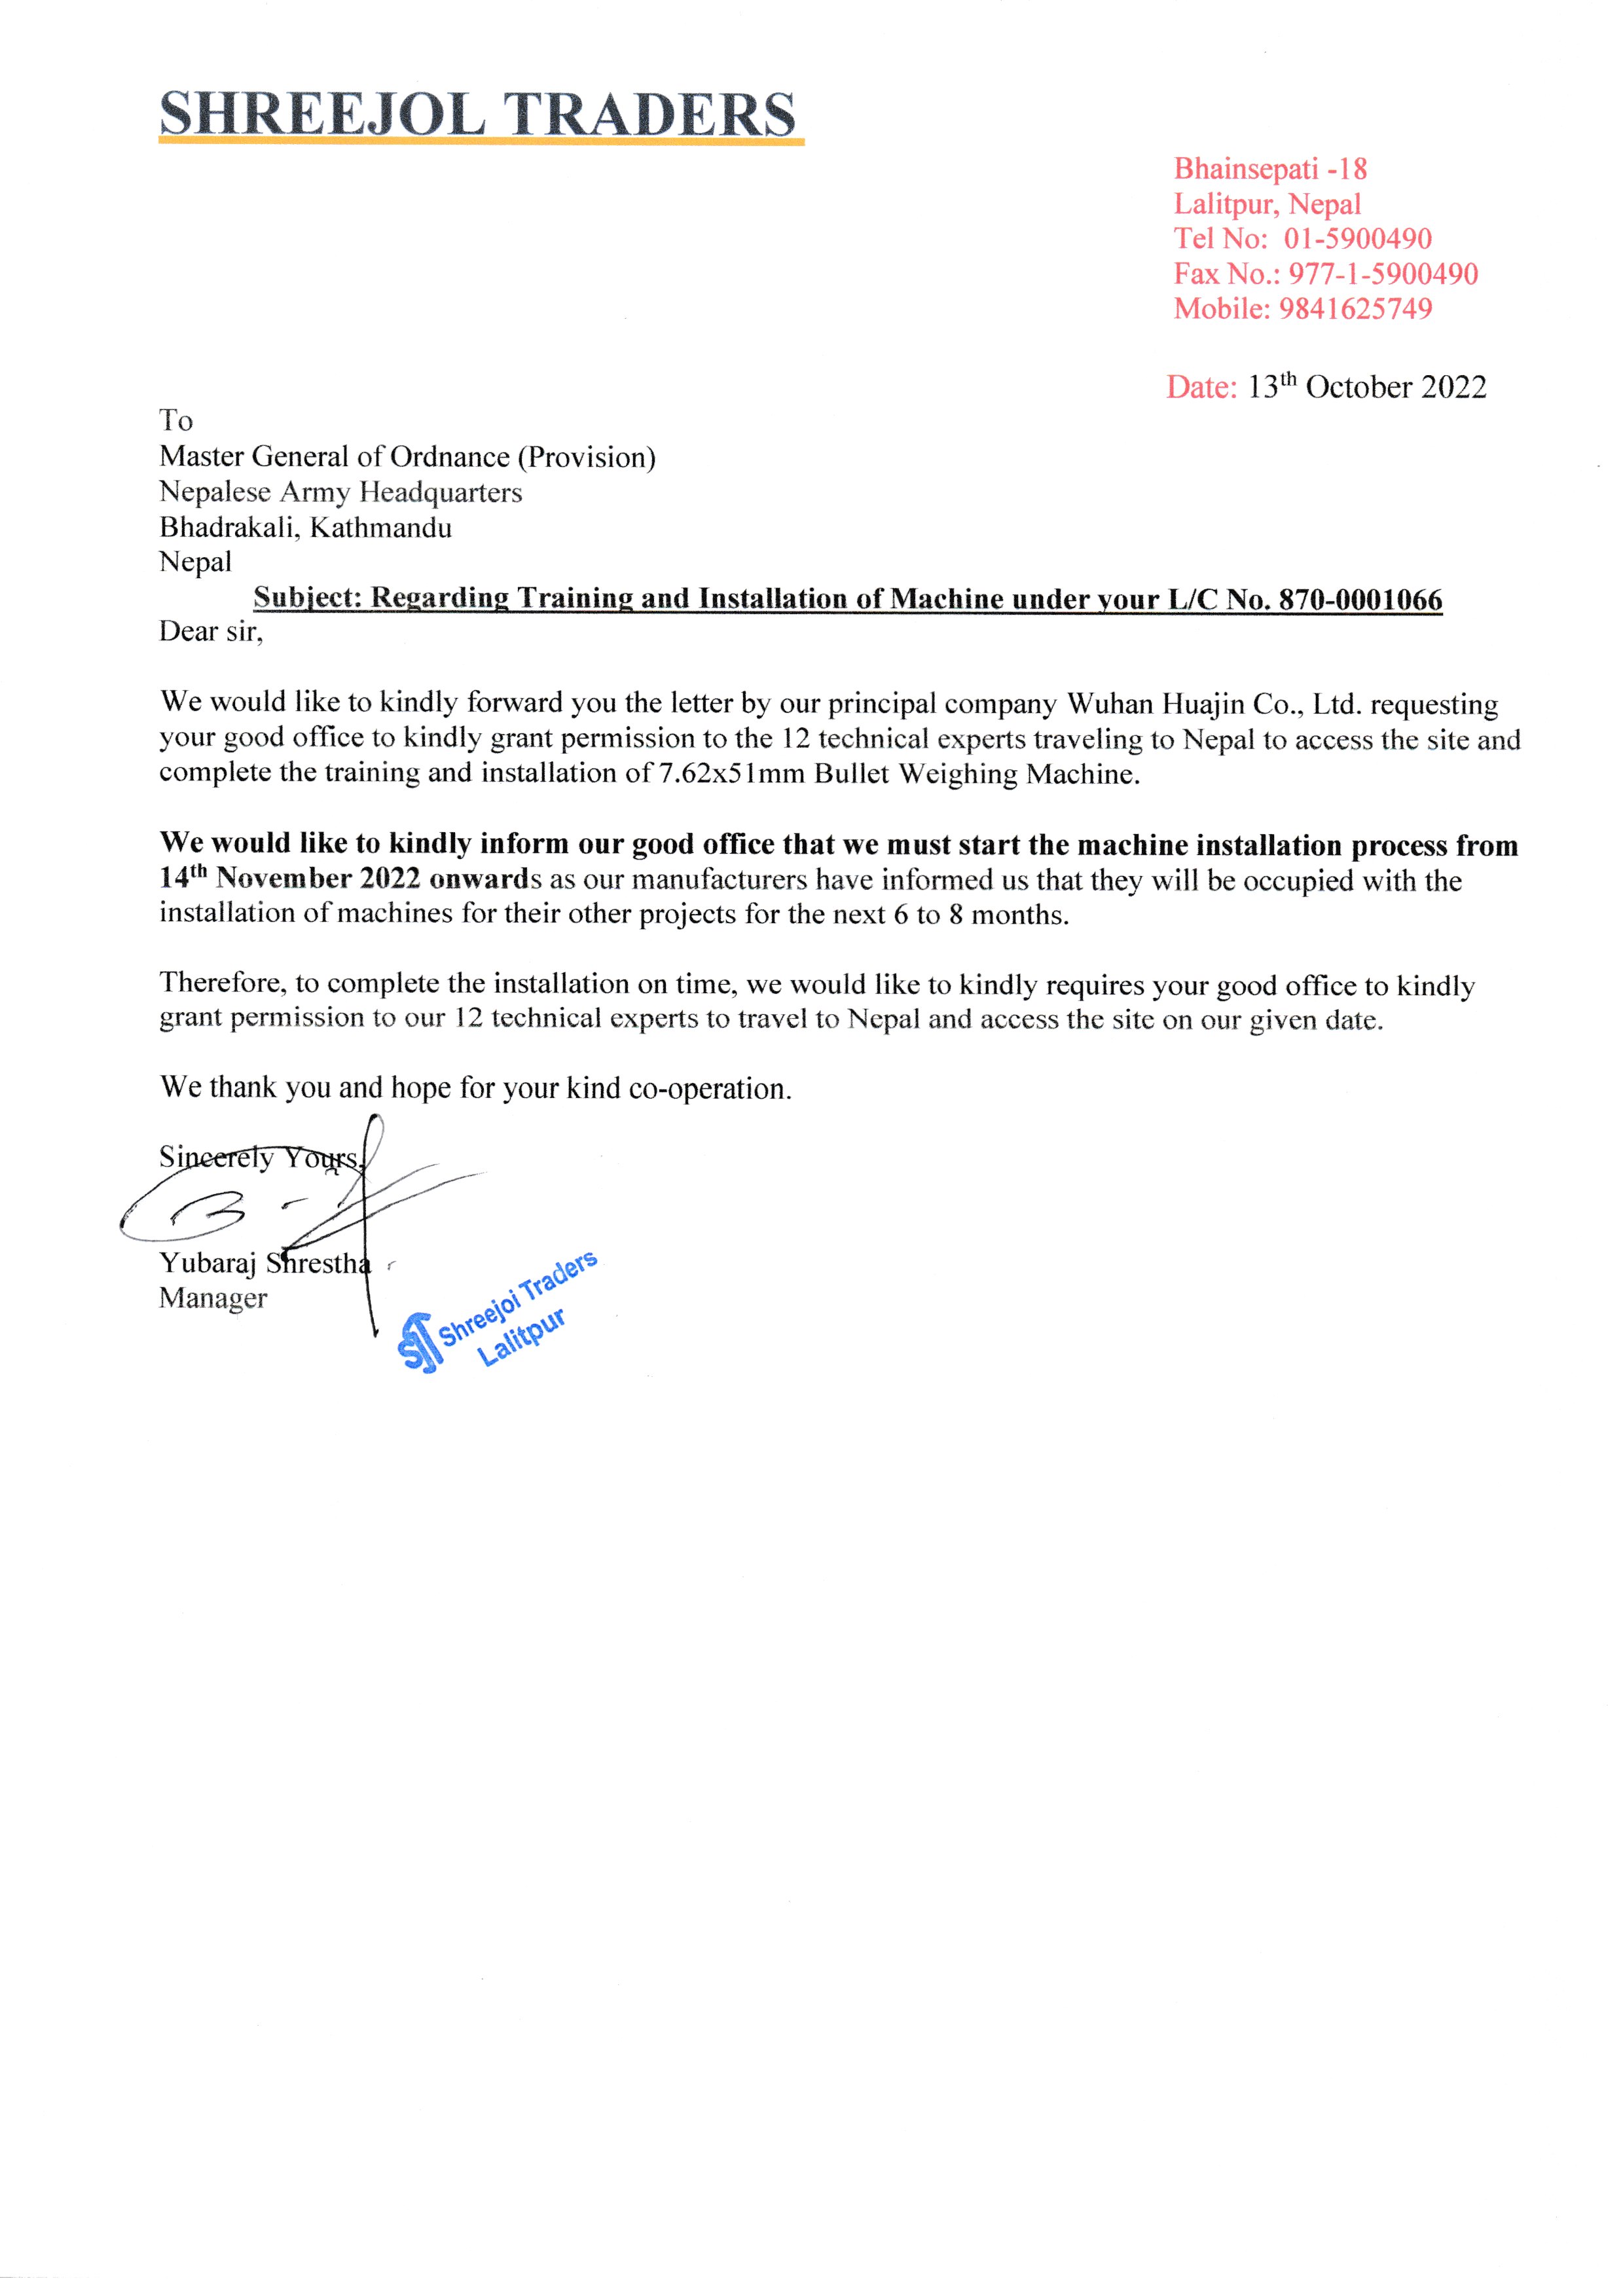 SHREEJOL TRADERS
Bhainsepati -18
Lalitpur, Nepal
Tel No: 01-5900490
Fax No.: 977-1-5900490
Mobile: 9841625749
Date: 13th October 2022
To
Master General of Ordnance (Provision)
Nepalese Army Headquarters
Bhadrakali, Kathmandu
Nepal
Subject: Regarding Training and Installation of Machine under your L/C No. 870-0001066
Dear sir,
We would like to kindly forward you the letter by our principal company Wuhan Huajin Co., Ltd. requesting
your good office to kindly grant permission to the 12 technical experts traveling to Nepal to access the site and
complete the training and installation of 7.62x51mm Bullet Weighing Machine.
We would like to kindly inform our good office that we must start the machine installation process from
14th November 2022 onwards as our manufacturers have informed us that they will be occupied with the
installation of machines for their other projects for the next 6 to 8 months.
Therefore, to complete the installation on time, we would like to kindly requires your good office to kindly
grant permission to our 12 technical experts to travel to Nepal and access the site on our given date.
We thank you and hope for your kind co-operation.
Sincerely Yours,
Yubaraj Shrestha
Manager
SJT Shreejoi Traders
Lalitpur